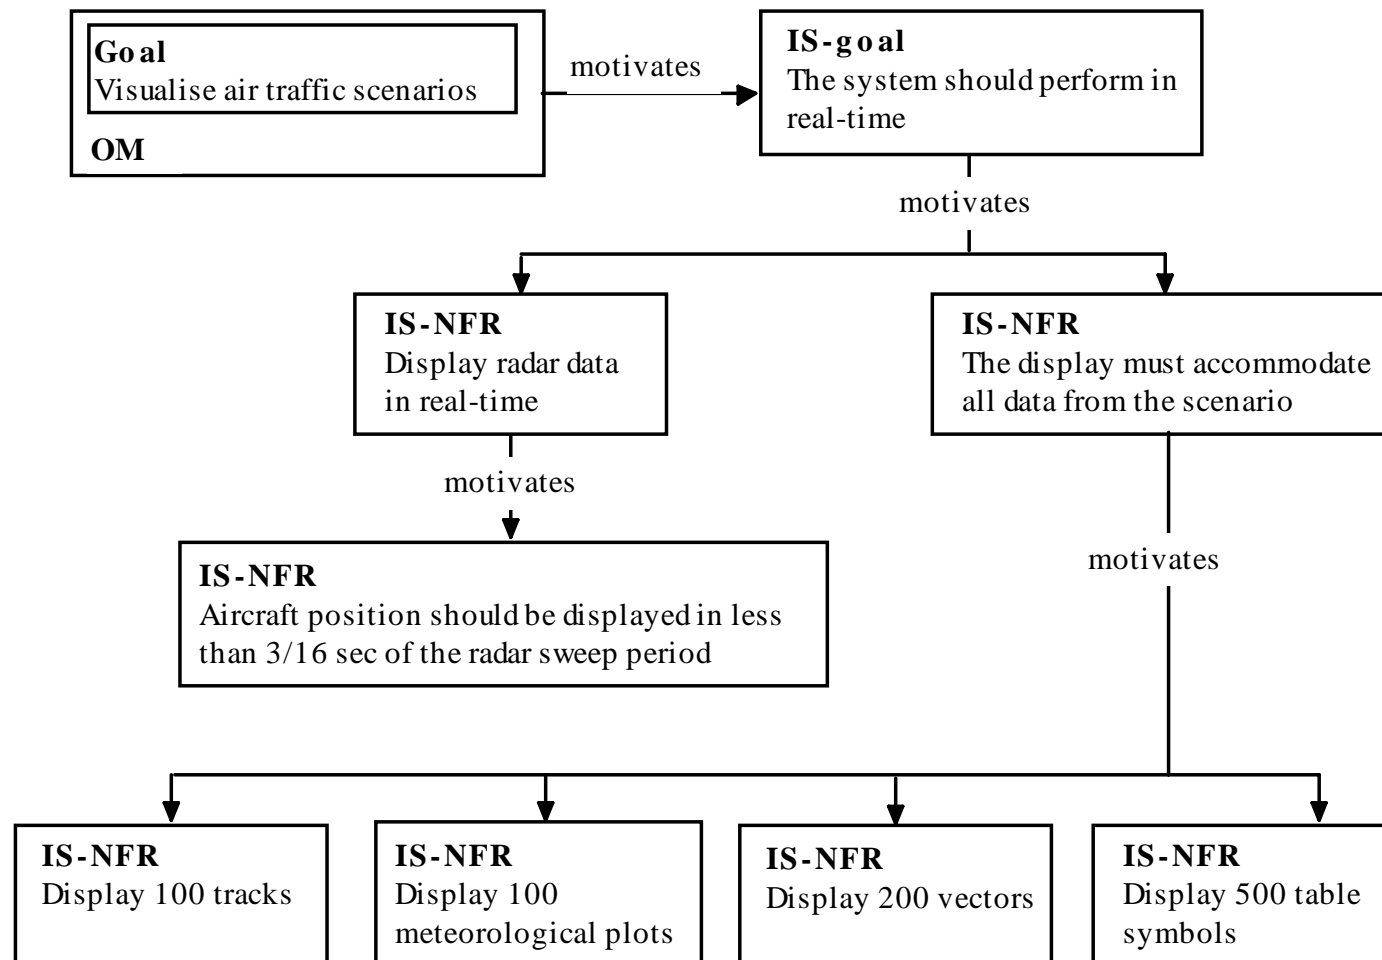 Goal
Visualise air traffic scenarios
OM
motivates
IS-goal
The system should perform in
real-time
motivates
IS-NFR
Display radar data
in real-time
IS-NFR
The display must accommodate
all data from the scenario
motivates
IS-NFR
Aircraft position should be displayed in less
than 3/16 sec of the radar sweep period
motivates
IS-NFR
Display 100 tracks
IS-NFR
Display 100
meteorological plots
IS-NFR
Display 200 vectors
IS-NFR
Display 500 table
symbols